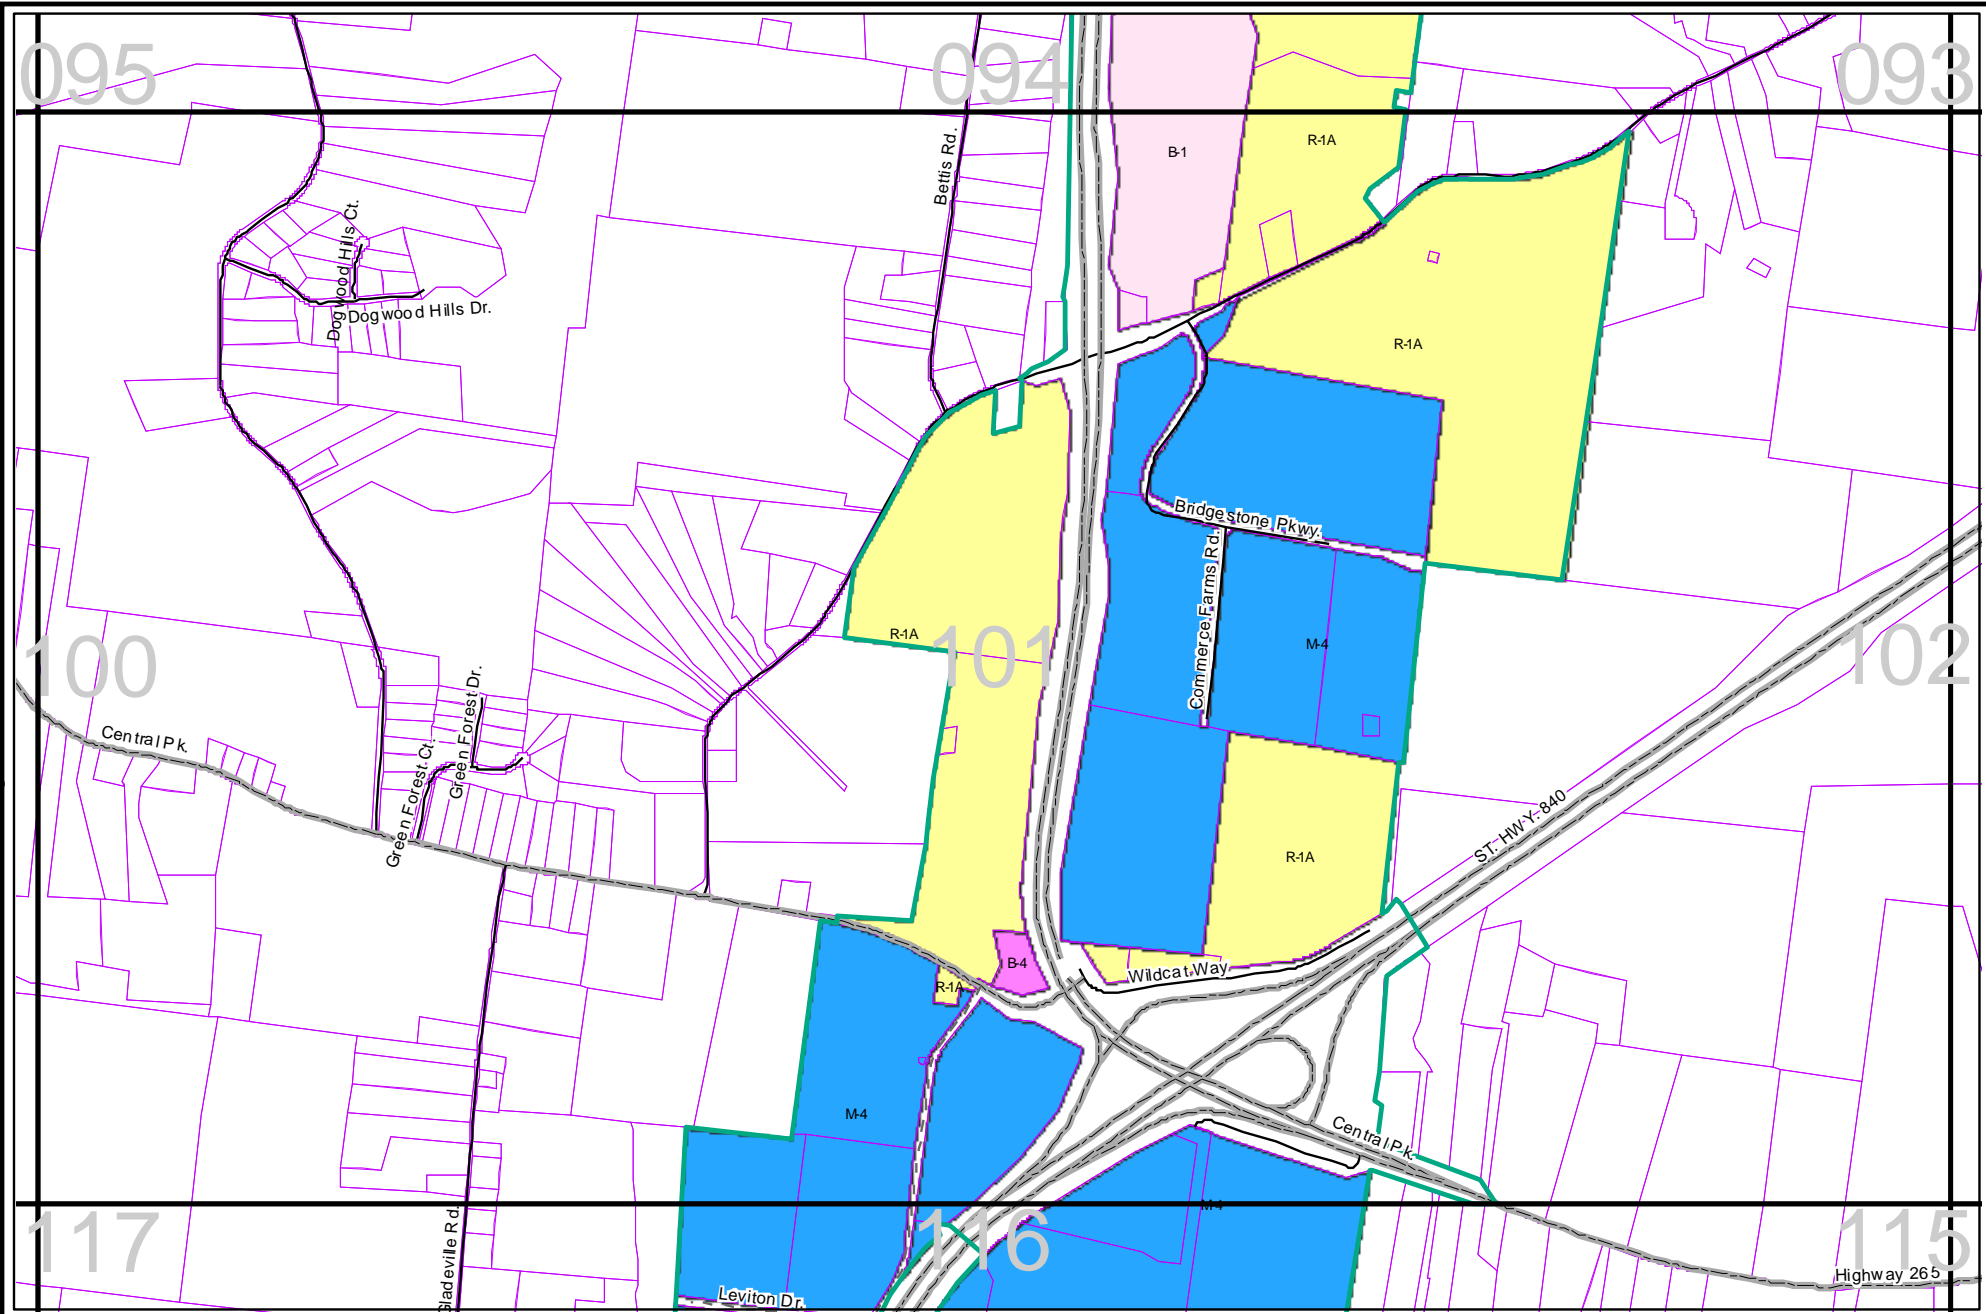 095
094
093
B-1
R-1A
Bettis Rd.
Dogwood Hills Ct.
Dogwood Hills Dr.
R-1A
Bridgestone Pkwy.
Commerce Farms Rd.
R-1A
M-4
100
101
102
Green Forest Dr.
Central Pk.
Green Forest Ct.
ST. HWY. 840
R-1A
B-4
Wildcat Way
R-1A
M-4
Central Pk.
M-4
117
116
115
Gladeville Rd.
Highway 265
Leviton Dr.